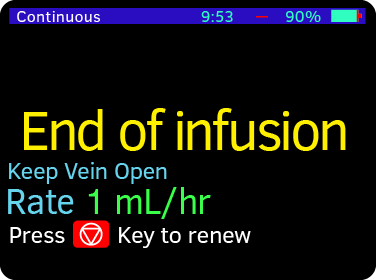 Continuous 9:53 90%
End of infusion
Keep Vein Open
Rate 1 mL/hr
Press Key to renew